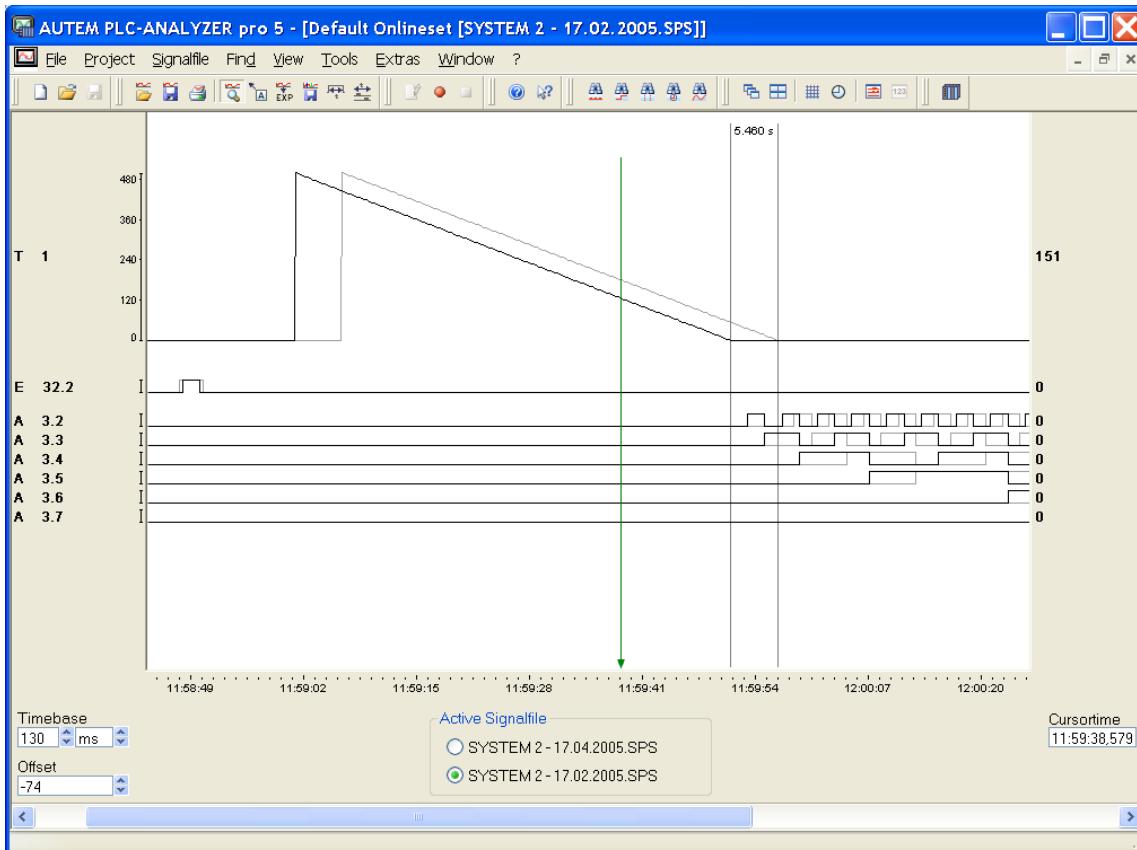 AUTEM PLC-ANALYZER pro 5 - [Default Onlineset [SYSTEM 2 - 17.02.2005.SPS]]
File Project Signalfile Find View Tools Extras Window ?
A EXP 123
5.460 s
480
360
T 1 240 151
120
0
E 32.2 0
A 3.2 0
A 3.3 0
A 3.4 0
A 3.5 0
A 3.6 0
A 3.7 0
11:58:49 11:59:02 11:59:15 11:59:28 11:59:41 11:59:54 12:00:07 12:00:20
Timebase
130 ms
Offset
-74
Active Signalfile
SYSTEM 2 - 17.04.2005.SPS
SYSTEM 2 - 17.02.2005.SPS
Cursortime
11:59:38,579